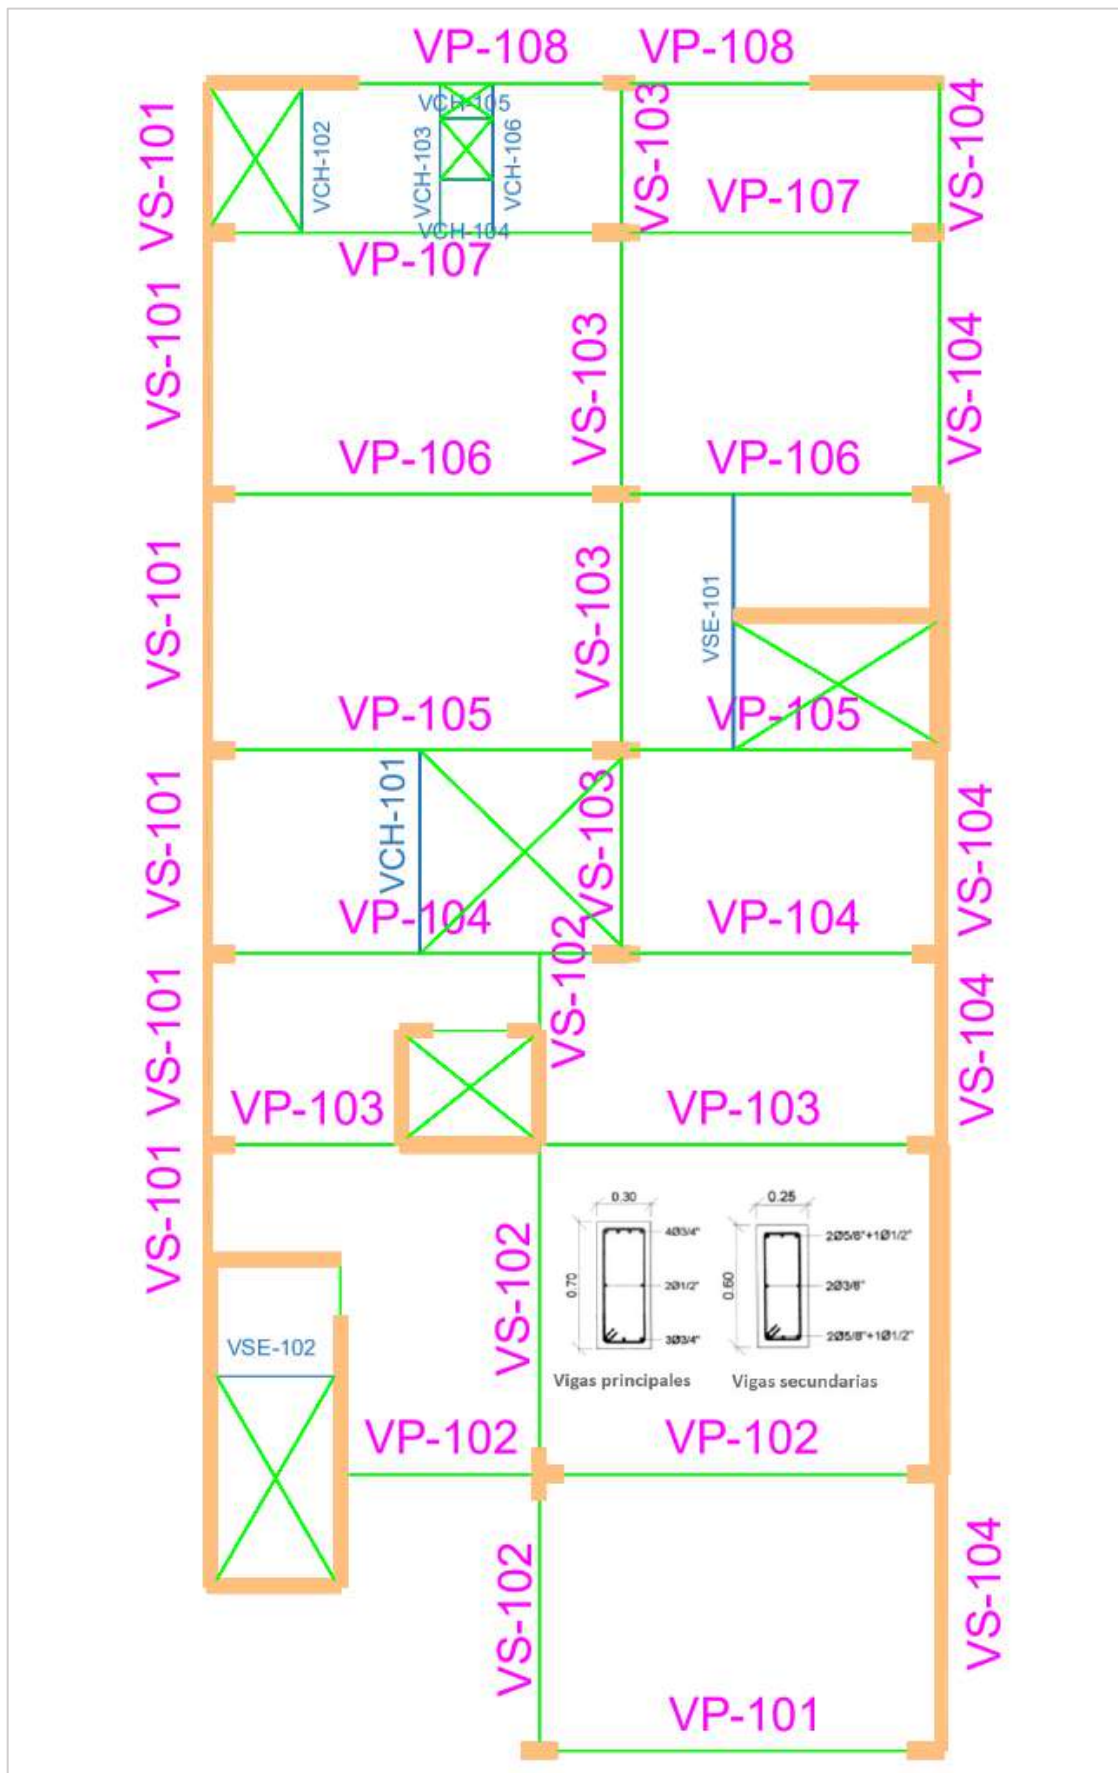 VP-108 VP-108
VS-101
VCH-102
VCH-105
VCH-103
VCH-106
VCH-104
VS-103
VS-104
VP-107
VP-107
VS-101
VS-103
VS-104
VP-106 VP-106
VS-101
VS-103
VSE-101
VP-105 VP-105
VS-101
VCH-101
VS-103
VS-104
VP-104 VP-104
VS-101
VS-102
VS-104
VP-103 VP-103
VS-101
VS-102
0.30
0.70
4Ø3/4"
2Ø1/2"
3Ø3/4"
Vigas principales
0.25
0.60
2Ø5/8"+1Ø1/2"
2Ø3/8"
2Ø5/8"+1Ø1/2"
Vigas secundarias
VSE-102
VP-102 VP-102
VS-102
VS-104
VP-101